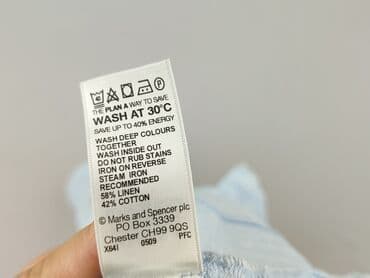 THE PLAN A WAY TO SAVE
WASH AT 30°C
SAVE UP TO 40% ENERGY
WASH DEEP COLOURS
TOGETHER
WASH INSIDE OUT
DO NOT RUB STAINS
IRON ON REVERSE
STEAM IRON
RECOMMENDED
58% LINEN
42% COTTON
© Marks and Spencer plc
PO Box 3339
Chester CH99 9QS
X64I 0509 PFC